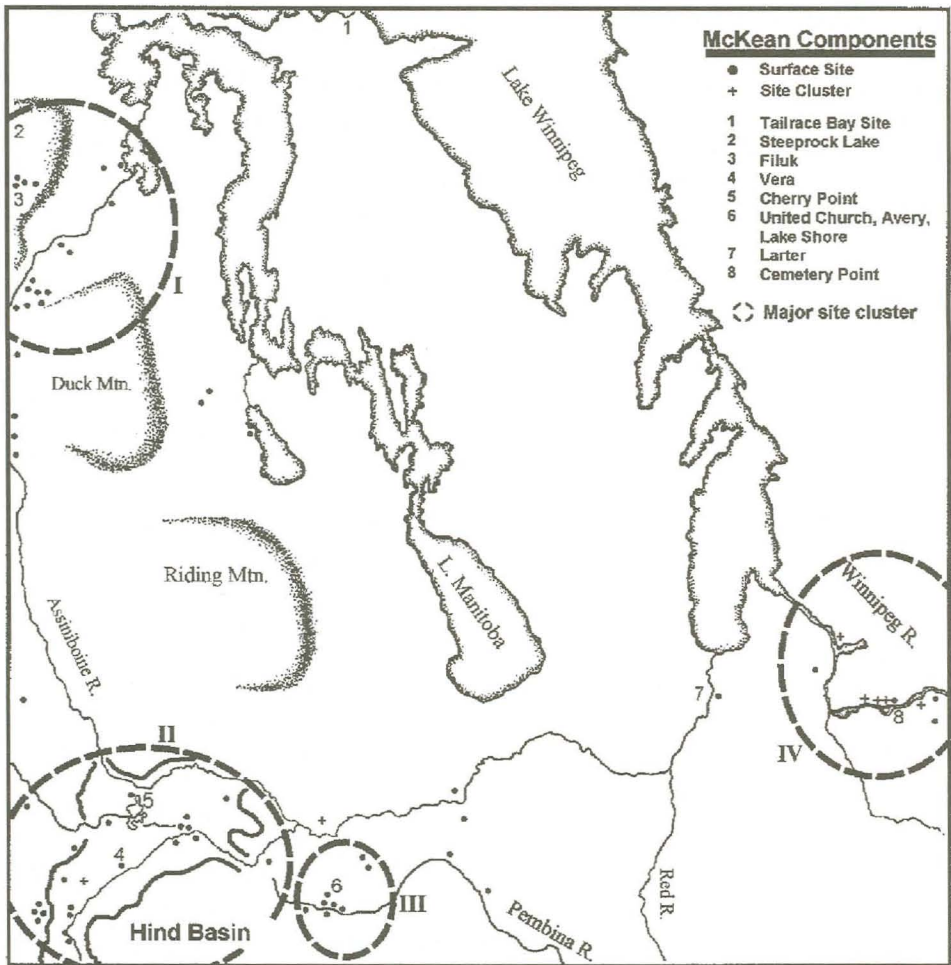 1
Lake Winnipeg
McKean Components
• Surface Site
+ Site Cluster
1 Tailrace Bay Site
2 Steeprock Lake
3 Filuk
4 Vera
5 Cherry Point
6 United Church, Avery,
Lake Shore
7 Larter
8 Cemetery Point
Major site cluster
2
3
I
Duck Mtn.
Riding Mtn.
L. Manitoba
Assiniboine R.
Winnipeg R.
7
8
IV
II
5
4
6
III
Hind Basin
Pembina R.
Red R.